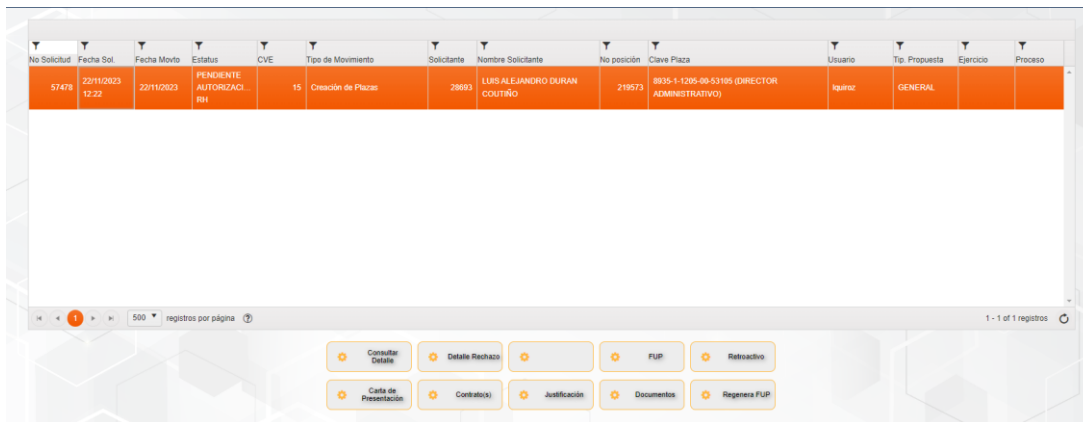 No Solicitud Fecha Sol. Fecha Movto Estatus CVE Tipo de Movimiento Solicitante Nombre Solicitante No posición Clave Plaza Usuario Tip. Propuesta Ejercicio Proceso
57478 22/11/2023 12:22 22/11/2023 PENDIENTE AUTORIZACI... RH 15 Creación de Plazas 28693 LUIS ALEJANDRO DURAN COUTIÑO 219573 8935-1-1205-00-53105 (DIRECTOR ADMINISTRATIVO) lquiroz GENERAL
1 500 registros por página 1 - 1 of 1 registros
Consultar Detalle Detalle Rechazo FUP Retroactivo
Carta de Presentación Contrato(s) Justificación Documentos Regenera FUP